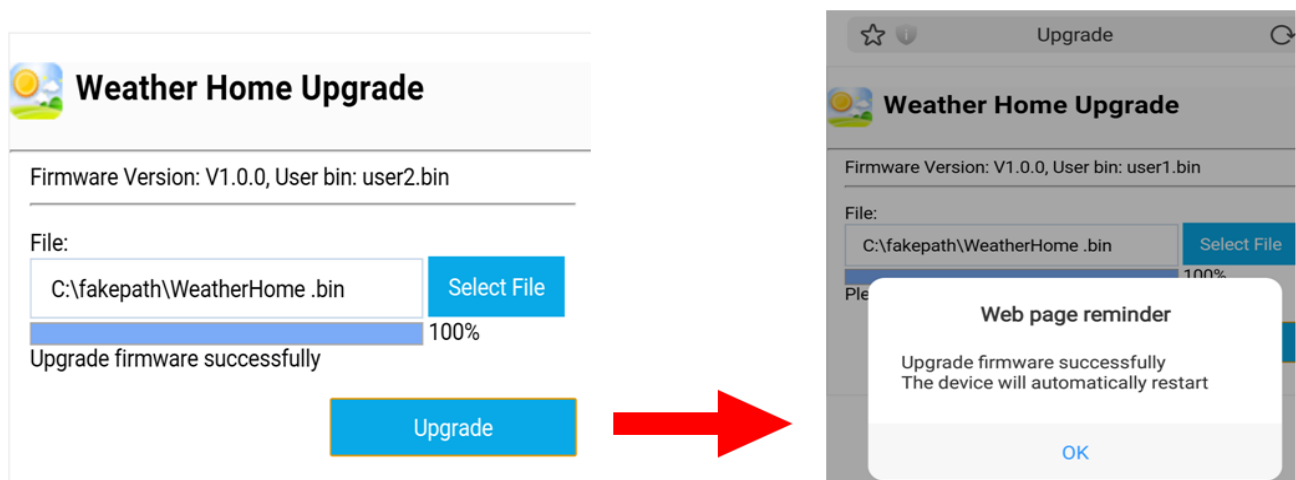 Weather Home Upgrade
Firmware Version: V1.0.0, User bin: user2.bin
File:
C:\fakepath\WeatherHome .bin
Select File
100%
Upgrade firmware successfully
Upgrade
Upgrade
Weather Home Upgrade
Firmware Version: V1.0.0, User bin: user1.bin
File:
C:\fakepath\WeatherHome .bin
Select File
100%
Ple
Web page reminder
Upgrade firmware successfully
The device will automatically restart
OK